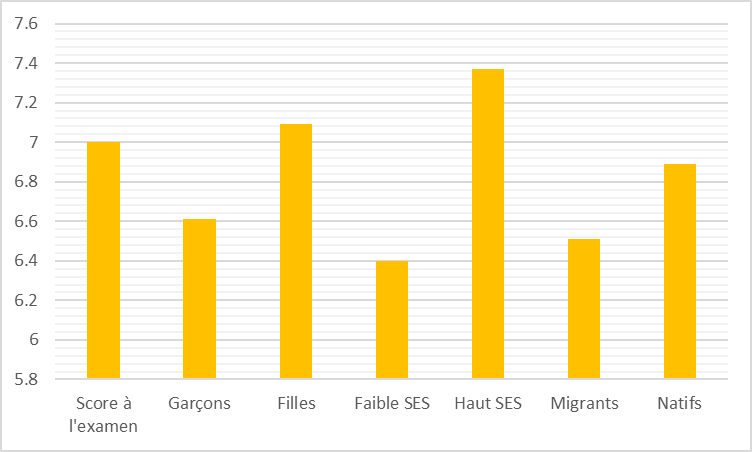 7.6
7.4
7.2
7
6.8
6.6
6.4
6.2
6
5.8
Score à
l'examen
Garçons
Filles
Faible SES
Haut SES
Migrants
Natifs